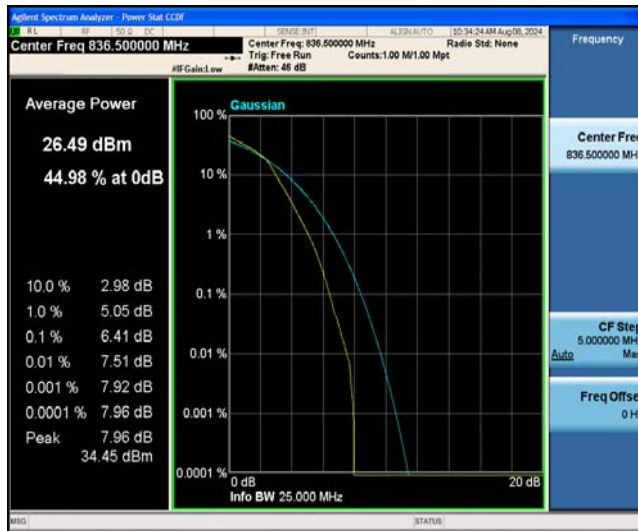 Agilent Spectrum Analyzer - Power Stat CCDF
RL RF 50 Ω DC SENSE:INT ALIGN AUTO 10:34:24 AM Aug 08, 2024
Center Freq 836.500000 MHz
Center Freq: 836.500000 MHz Radio Std: None
Trig: Free Run Counts:1.00 M/1.00 Mpt
#IFGain:Low #Atten: 46 dB
Frequency
Average Power
26.49 dBm
44.98 % at 0dB
10.0 % 2.98 dB
1.0 % 5.05 dB
0.1 % 6.41 dB
0.01 % 7.51 dB
0.001 % 7.92 dB
0.0001 % 7.96 dB
Peak 7.96 dB
34.45 dBm
Gaussian
100 %
10 %
1 %
0.1 %
0.01 %
0.001 %
0.0001 %
0 dB 20 dB
Info BW 25.000 MHz
Center Fre
836.500000 MH
CF Step
5.000000 MH
Auto Ma
Freq Offse
0 H
MSG STATUS